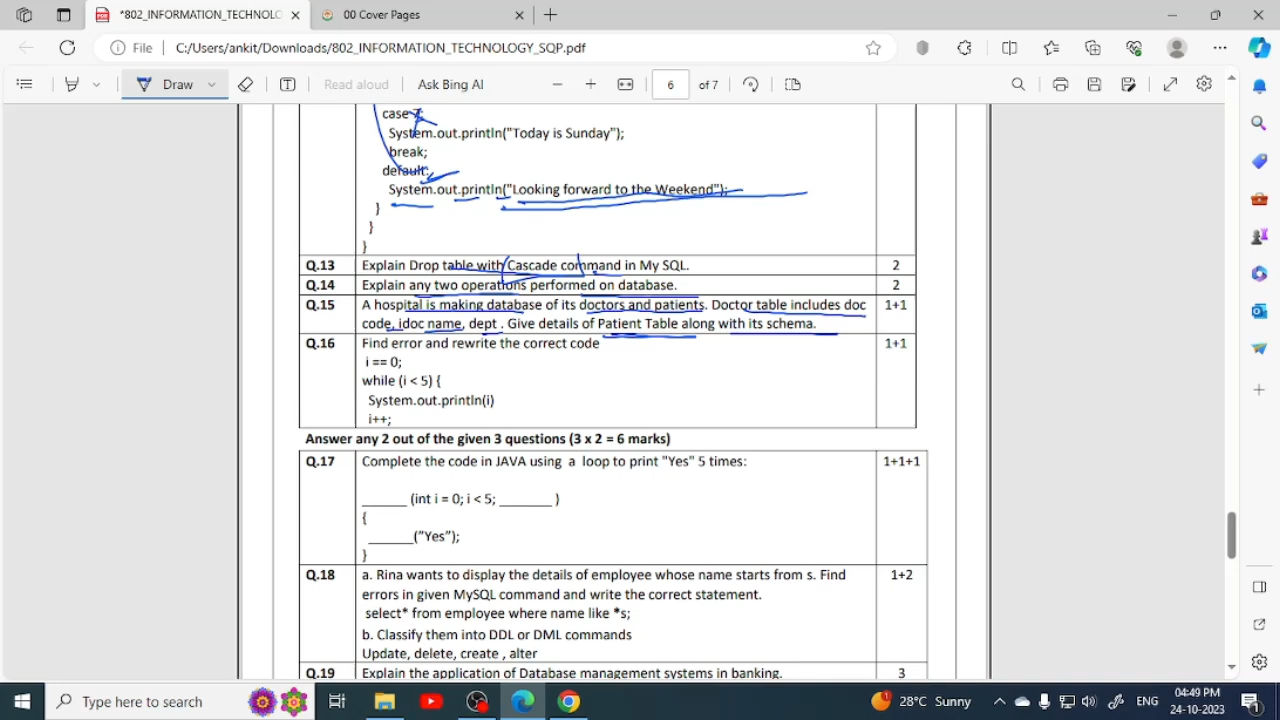 *802_INFORMATION_TECHNOLO
00 Cover Pages
File
C:/Users/ankit/Downloads/802_INFORMATION_TECHNOLOGY_SQP.pdf
Draw
Read aloud
Ask Bing AI
6
of 7
case 7:
System.out.println("Today is Sunday");
break;
default:
System.out.println("Looking forward to the Weekend");
}
}
}
Q.13 Explain Drop table with Cascade command in My SQL. 2
Q.14 Explain any two operations performed on database. 2
Q.15 A hospital is making database of its doctors and patients. Doctor table includes doc 1+1
code, idoc name, dept . Give details of Patient Table along with its schema.
Q.16 Find error and rewrite the correct code 1+1
i == 0;
while (i < 5) {
System.out.println(i)
i++;
Answer any 2 out of the given 3 questions (3 x 2 = 6 marks)
Q.17 Complete the code in JAVA using a loop to print "Yes" 5 times: 1+1+1
______ (int i = 0; i < 5; _______ )
{
______("Yes");
}
Q.18 a. Rina wants to display the details of employee whose name starts from s. Find 1+2
errors in given MySQL command and write the correct statement.
select* from employee where name like *s;
b. Classify them into DDL or DML commands
Update, delete, create , alter
Q.19 Explain the application of Database management systems in banking. 3
Type here to search
1
28°C Sunny
ENG
04:49 PM
24-10-2023
1